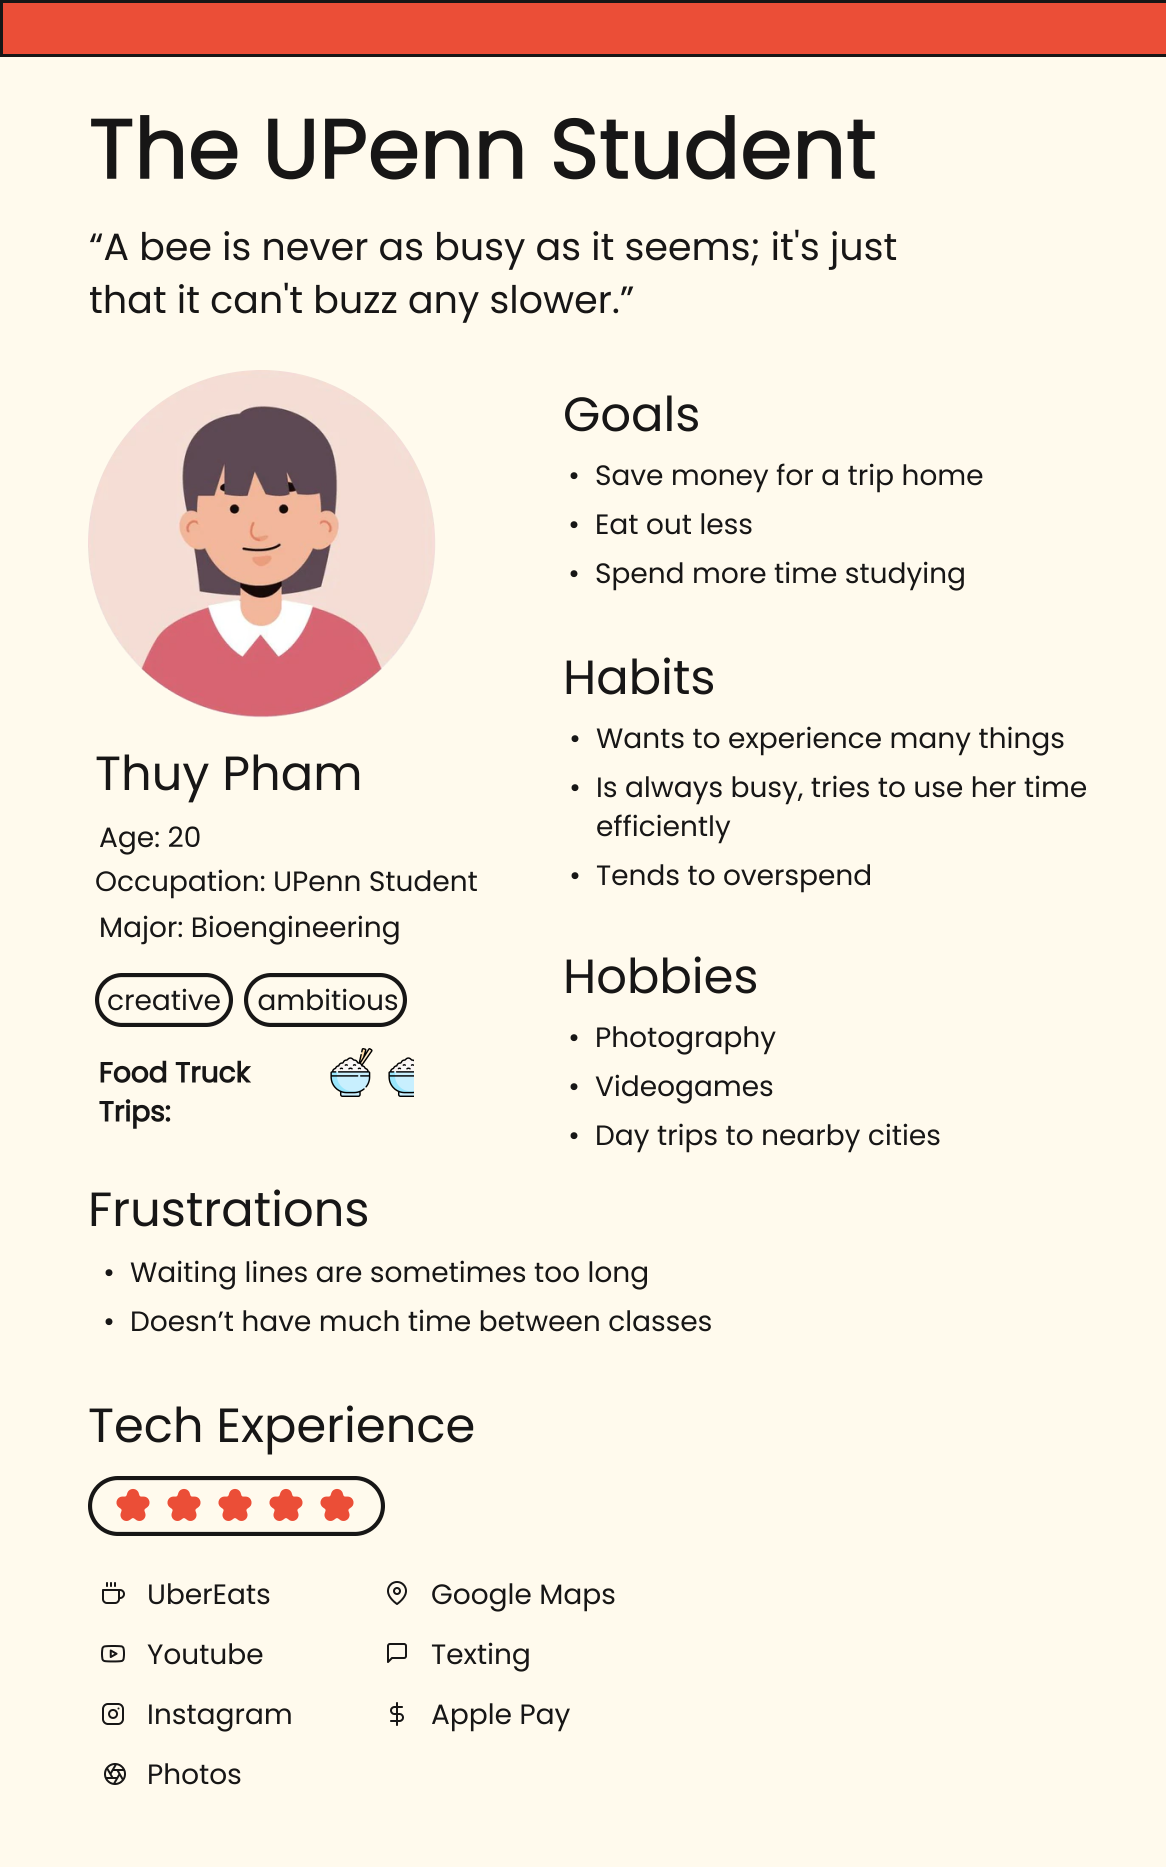 The UPenn Student
“A bee is never as busy as it seems; it's just
that it can't buzz any slower.”
Thuy Pham
Age: 20
Occupation: UPenn Student
Major: Bioengineering
creative
ambitious
Food Truck
Trips:
Goals
• Save money for a trip home
• Eat out less
• Spend more time studying
Habits
• Wants to experience many things
• Is always busy, tries to use her time
efficiently
• Tends to overspend
Hobbies
• Photography
• Videogames
• Day trips to nearby cities
Frustrations
• Waiting lines are sometimes too long
• Doesn’t have much time between classes
Tech Experience
UberEats
Youtube
Instagram
Photos
Google Maps
Texting
Apple Pay